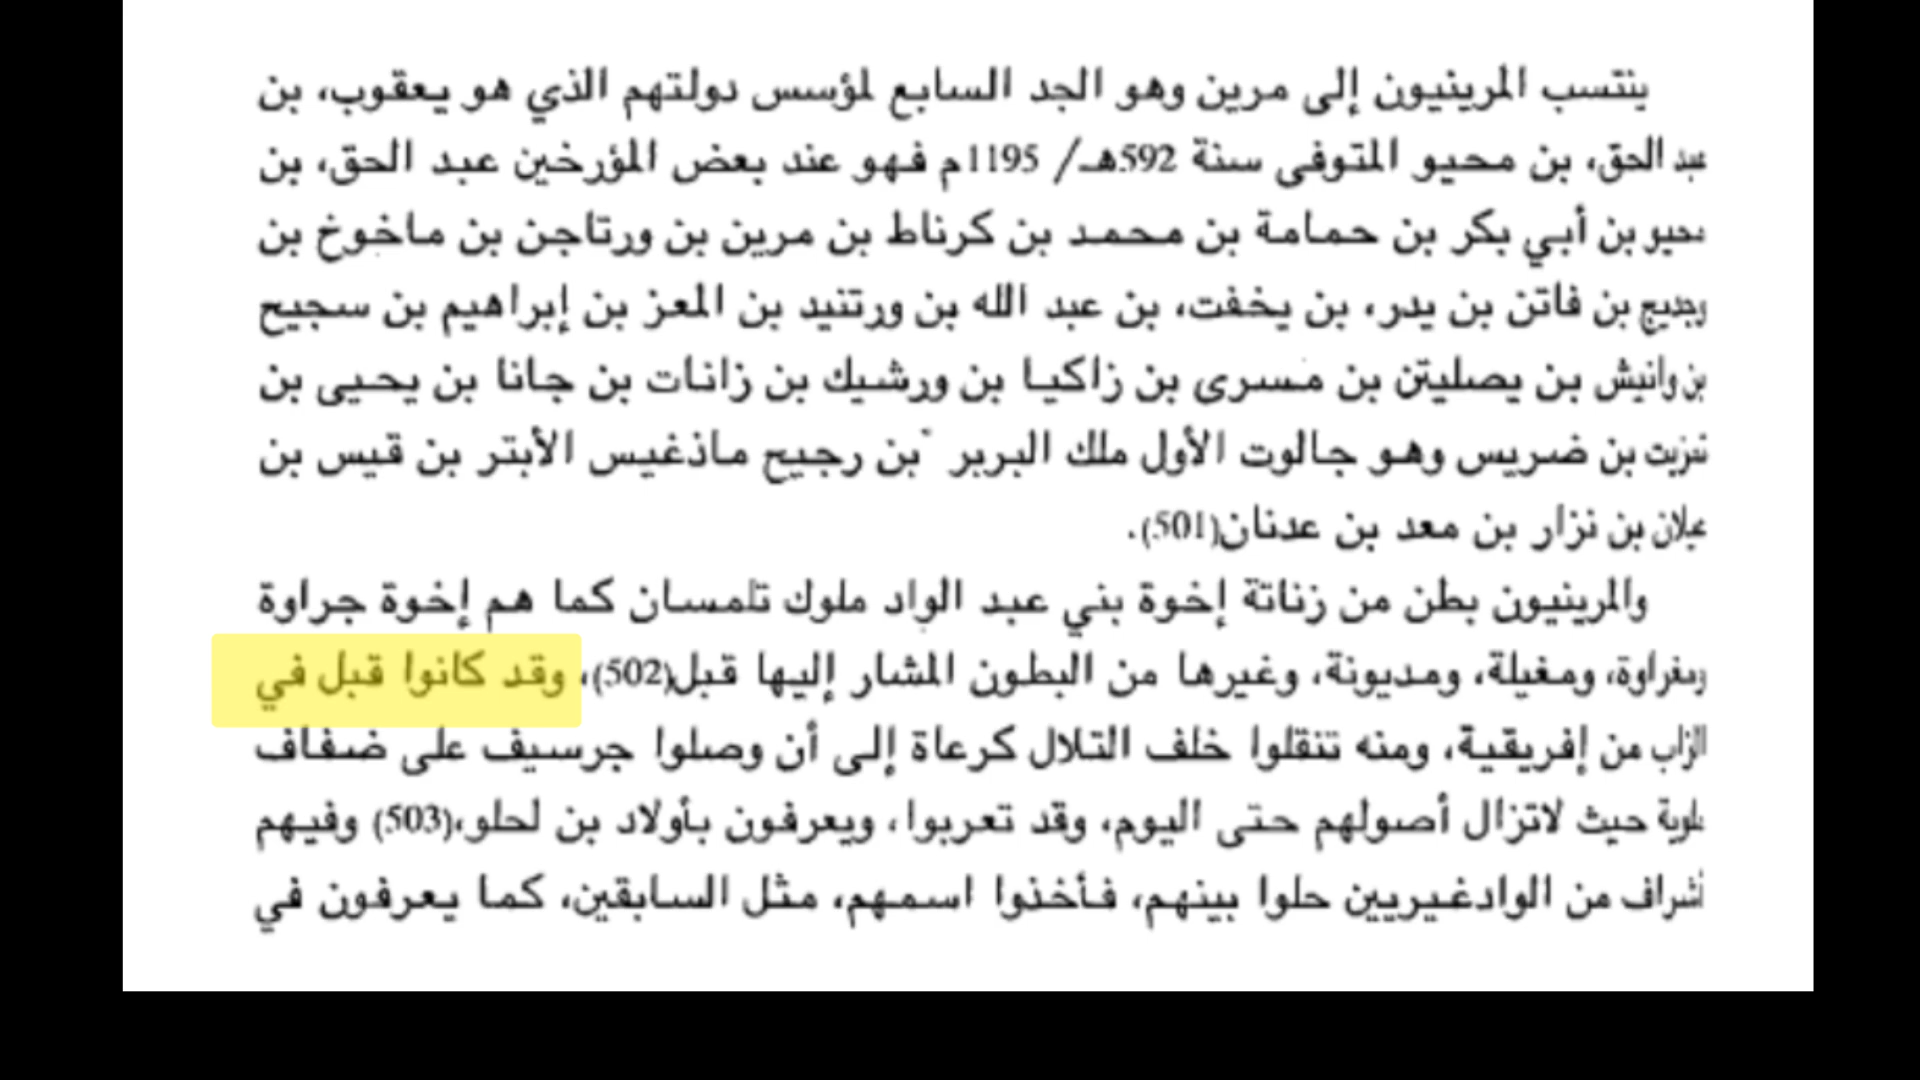 ينتسب المرينيون إلى مرين وهو الجد السابع لمؤسس دولتهم الذي هو يعقوب، بن
عبد الحق، بن محيو المتوفى سنة 592هـ/ 1195م فهو عند بعض المؤرخين عبد الحق، بن
محيو بن أبي بكر بن حمامة بن محمد بن كرناط بن مرين بن ورتاجن بن ماخوخ بن
وجديج بن فاتن بن يدر، بن يخفت، بن عبد الله بن ورتنيد بن المعز بن إبراهيم بن سجيح
بن وانيش بن يصليتن بن مسرى بن زاكيا بن ورشيك بن زانات بن جانا بن يحيى بن
تمزيت بن ضريس وهو جالوت الأول ملك البربر بن رجيح ماذغيس الأبتر بن قيس بن
عيلان بن نزار بن معد بن عدنان(501).
والمرينيون بطن من زناتة إخوة بني عبد الواد ملوك تلمسان كما هم إخوة جراوة
ومغراوة، ومغيلة، ومديونة، وغيرها من البطون المشار إليها قبل(502)، وقد كانوا قبل في
الزاب من إفريقية، ومنه تنقلوا خلف التلال كرعاة إلى أن وصلوا جرسيف على ضفاف
ملوية حيث لاتزال أصولهم حتى اليوم، وقد تعربوا، ويعرفون بأولاد بن لحلو،(503) وفيهم
أشراف من الوادغيريين حلوا بينهم، فأخذوا اسمهم، مثل السابقين، كما يعرفون في